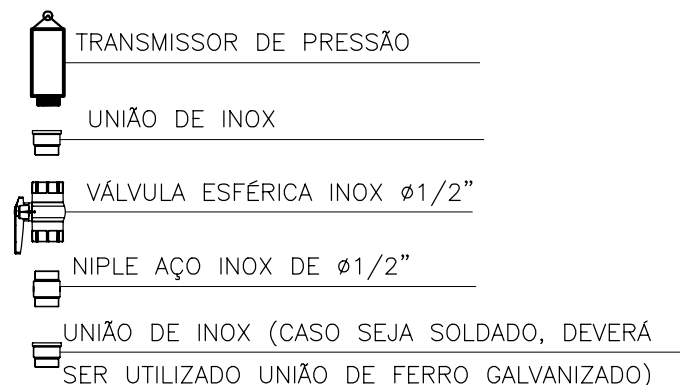 TRANSMISSOR DE PRESSÃO
UNIÃO DE INOX
VÁLVULA ESFÉRICA INOX ø1/2”
NIPLE AÇO INOX DE ø1/2”
UNIÃO DE INOX (CASO SEJA SOLDADO, DEVERÁ
SER UTILIZADO UNIÃO DE FERRO GALVANIZADO)